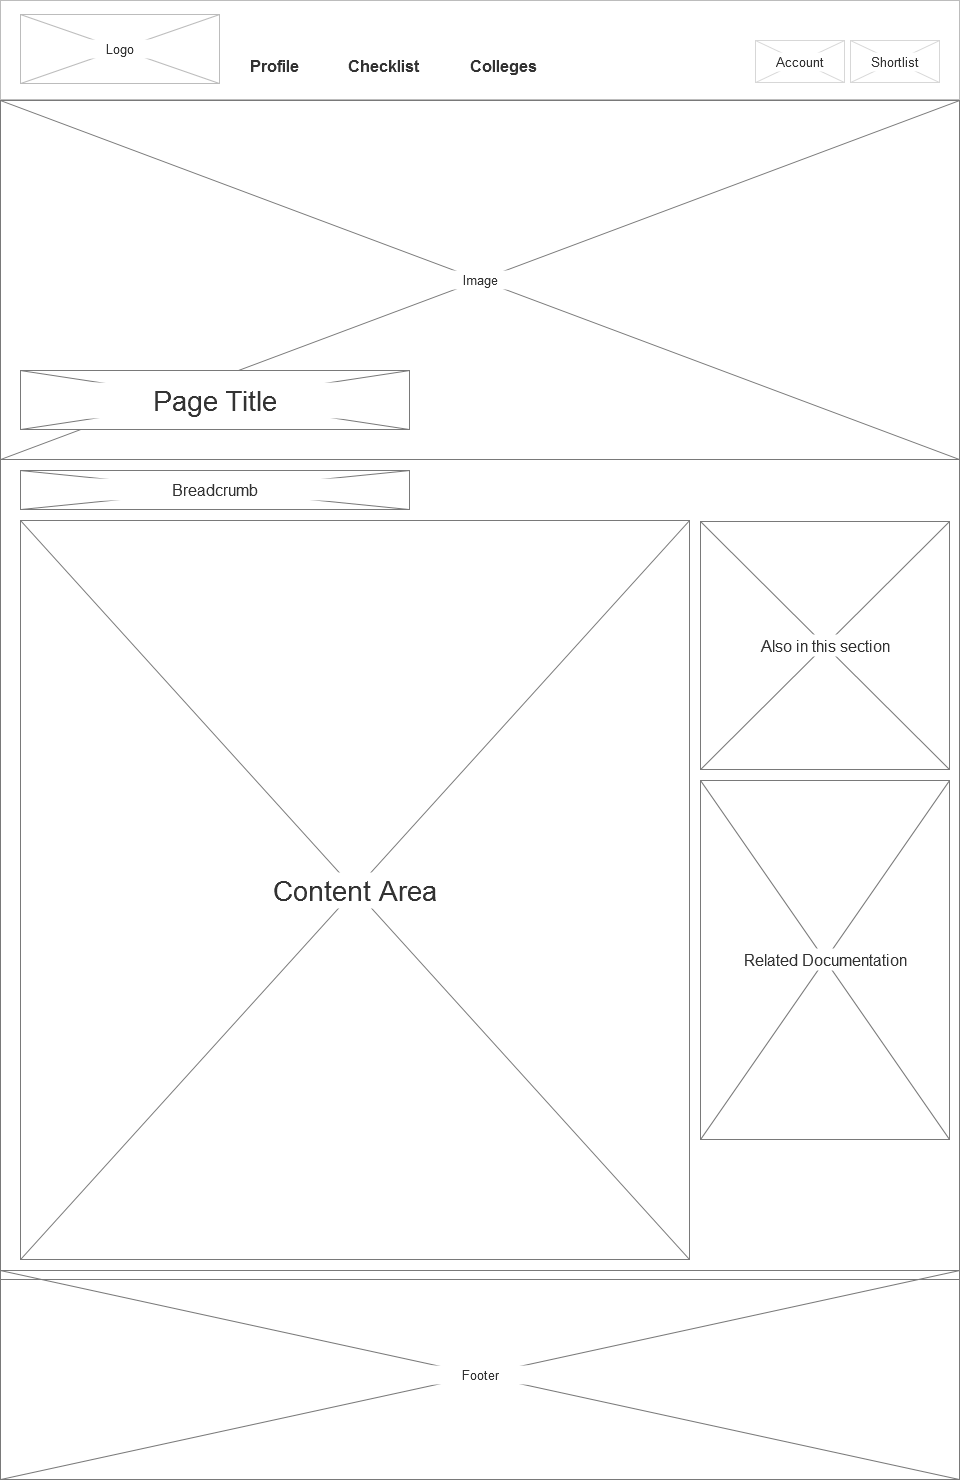 Logo
Profile Checklist Colleges
Account Shortlist
Image
Page Title
Breadcrumb
Content Area
Also in this section
Related Documentation
Footer